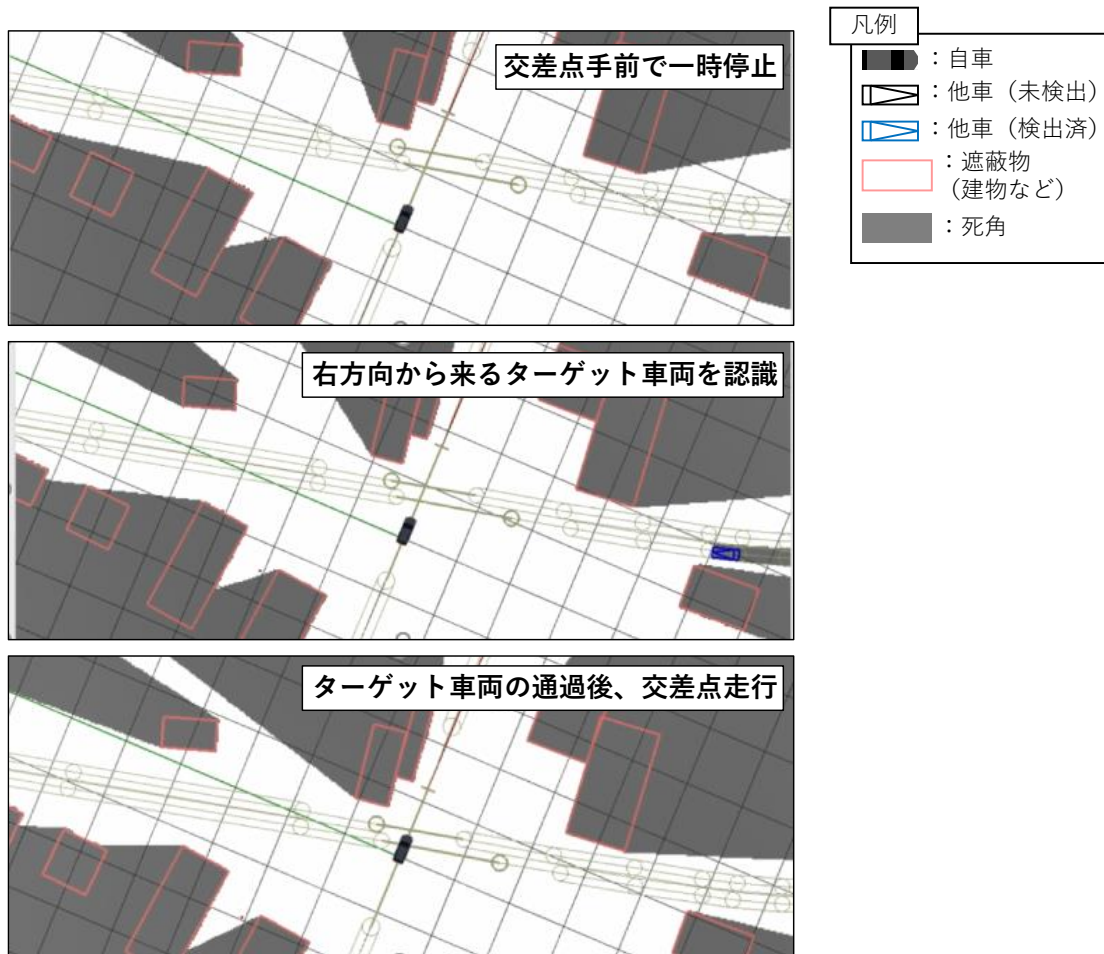 交差点手前で一時停止
右方向から来るターゲット車両を認識
ターゲット車両の通過後、交差点走行
凡例
：自車
：他車（未検出）
：他車（検出済）
：遮蔽物
（建物など）
：死角